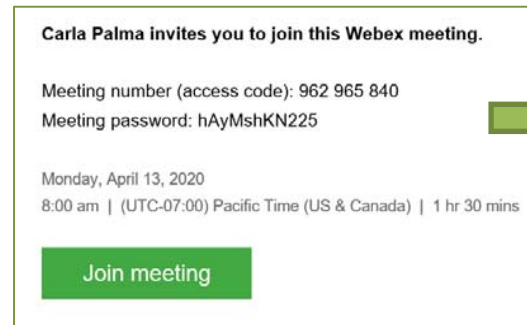 Carla Palma invites you to join this Webex meeting.
Meeting number (access code): 962 965 840
Meeting password: hAyMshKN225
Monday, April 13, 2020
8:00 am | (UTC-07:00) Pacific Time (US & Canada) | 1 hr 30 mins
Join meeting